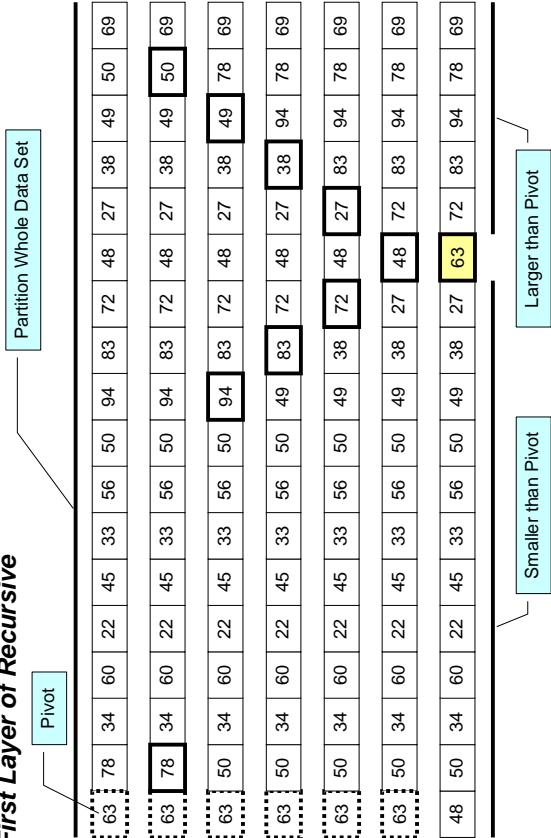 First Layer of Recursive
Partition Whole Data Set
Pivot
63 78 34 60 22 45 33 56 50 94 83 72 48 27 38 49 50 69
63 78 34 60 22 45 33 56 50 94 83 72 48 27 38 49 50 69
63 50 34 60 22 45 33 56 50 94 83 72 48 27 38 49 78 69
63 50 34 60 22 45 33 56 50 49 83 72 48 27 38 94 78 69
63 50 34 60 22 45 33 56 50 49 38 72 48 27 83 94 78 69
63 50 34 60 22 45 33 56 50 49 38 27 48 72 83 94 78 69
48 50 34 60 22 45 33 56 50 49 38 27 63 72 83 94 78 69
Smaller than Pivot
Larger than Pivot